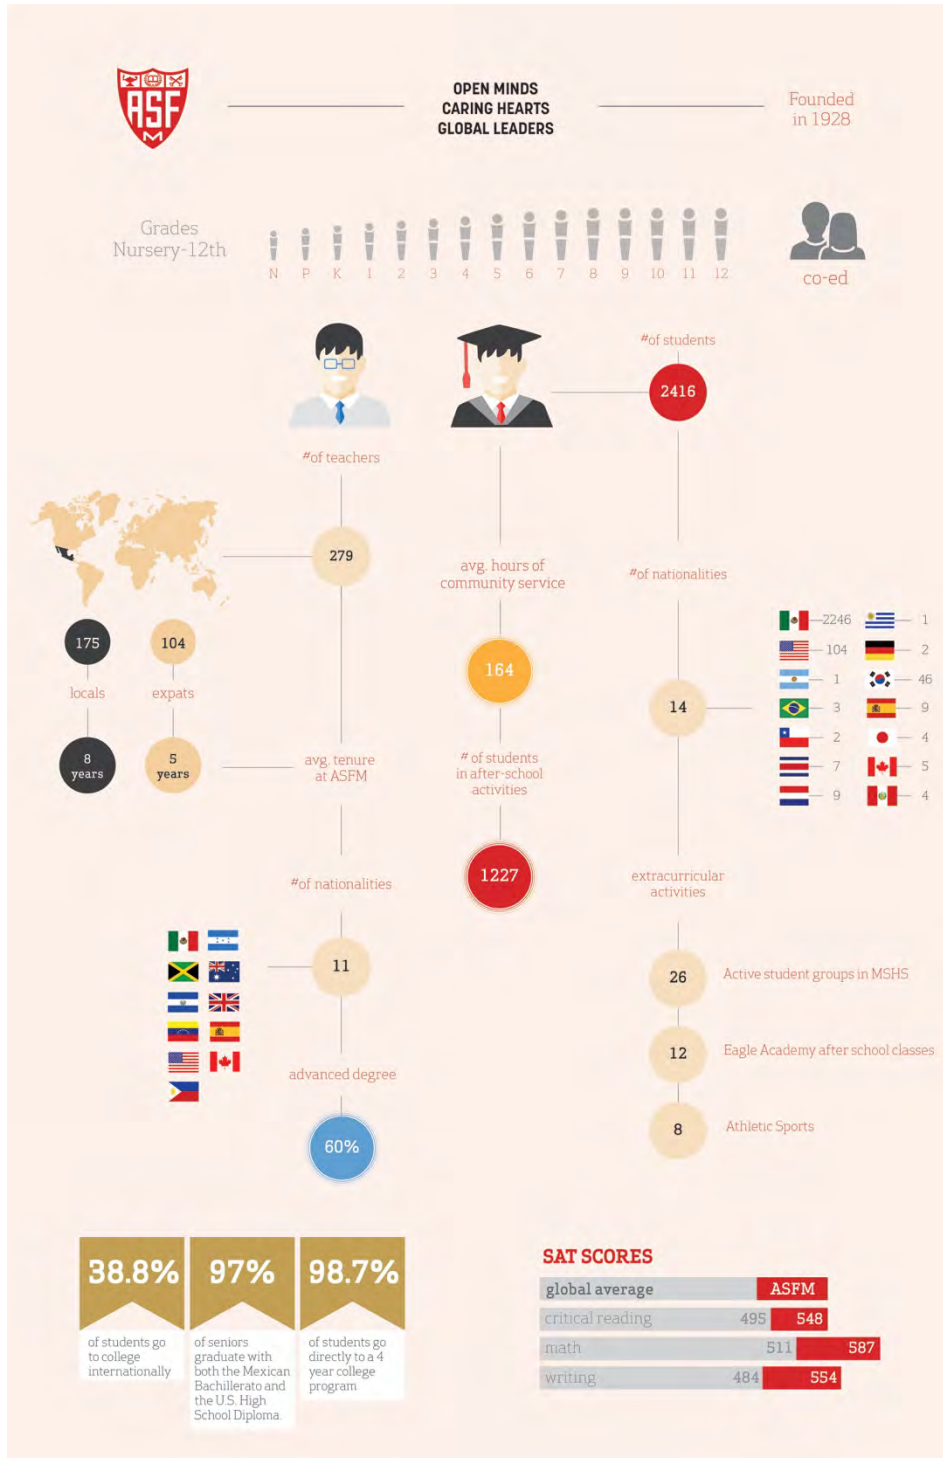 ASF
M
OPEN MINDS
CARING HEARTS
GLOBAL LEADERS
Founded
in 1928
Grades
Nursery-12th
N P K 1 2 3 4 5 6 7 8 9 10 11 12
co-ed
#of students
2416
#of teachers
279
avg. hours of
community service
164
#of nationalities
14
2246 1
104 2
1 46
3 9
2 4
7 5
9 4
175
104
locals
expats
8
years
5
years
avg. tenure
at ASFM
# of students
in after-school
activities
1227
#of nationalities
11
extracurricular
activities
26
Active student groups in MSHS
12
Eagle Academy after school classes
8
Athletic Sports
advanced degree
60%
38.8%
of students go
to college
internationally
97%
of seniors
graduate with
both the Mexican
Bachillerato and
the U.S. High
School Diploma.
98.7%
of students go
directly to a 4
year college
program
SAT SCORES
global average ASFM
critical reading 495 548
math 511 587
writing 484 554